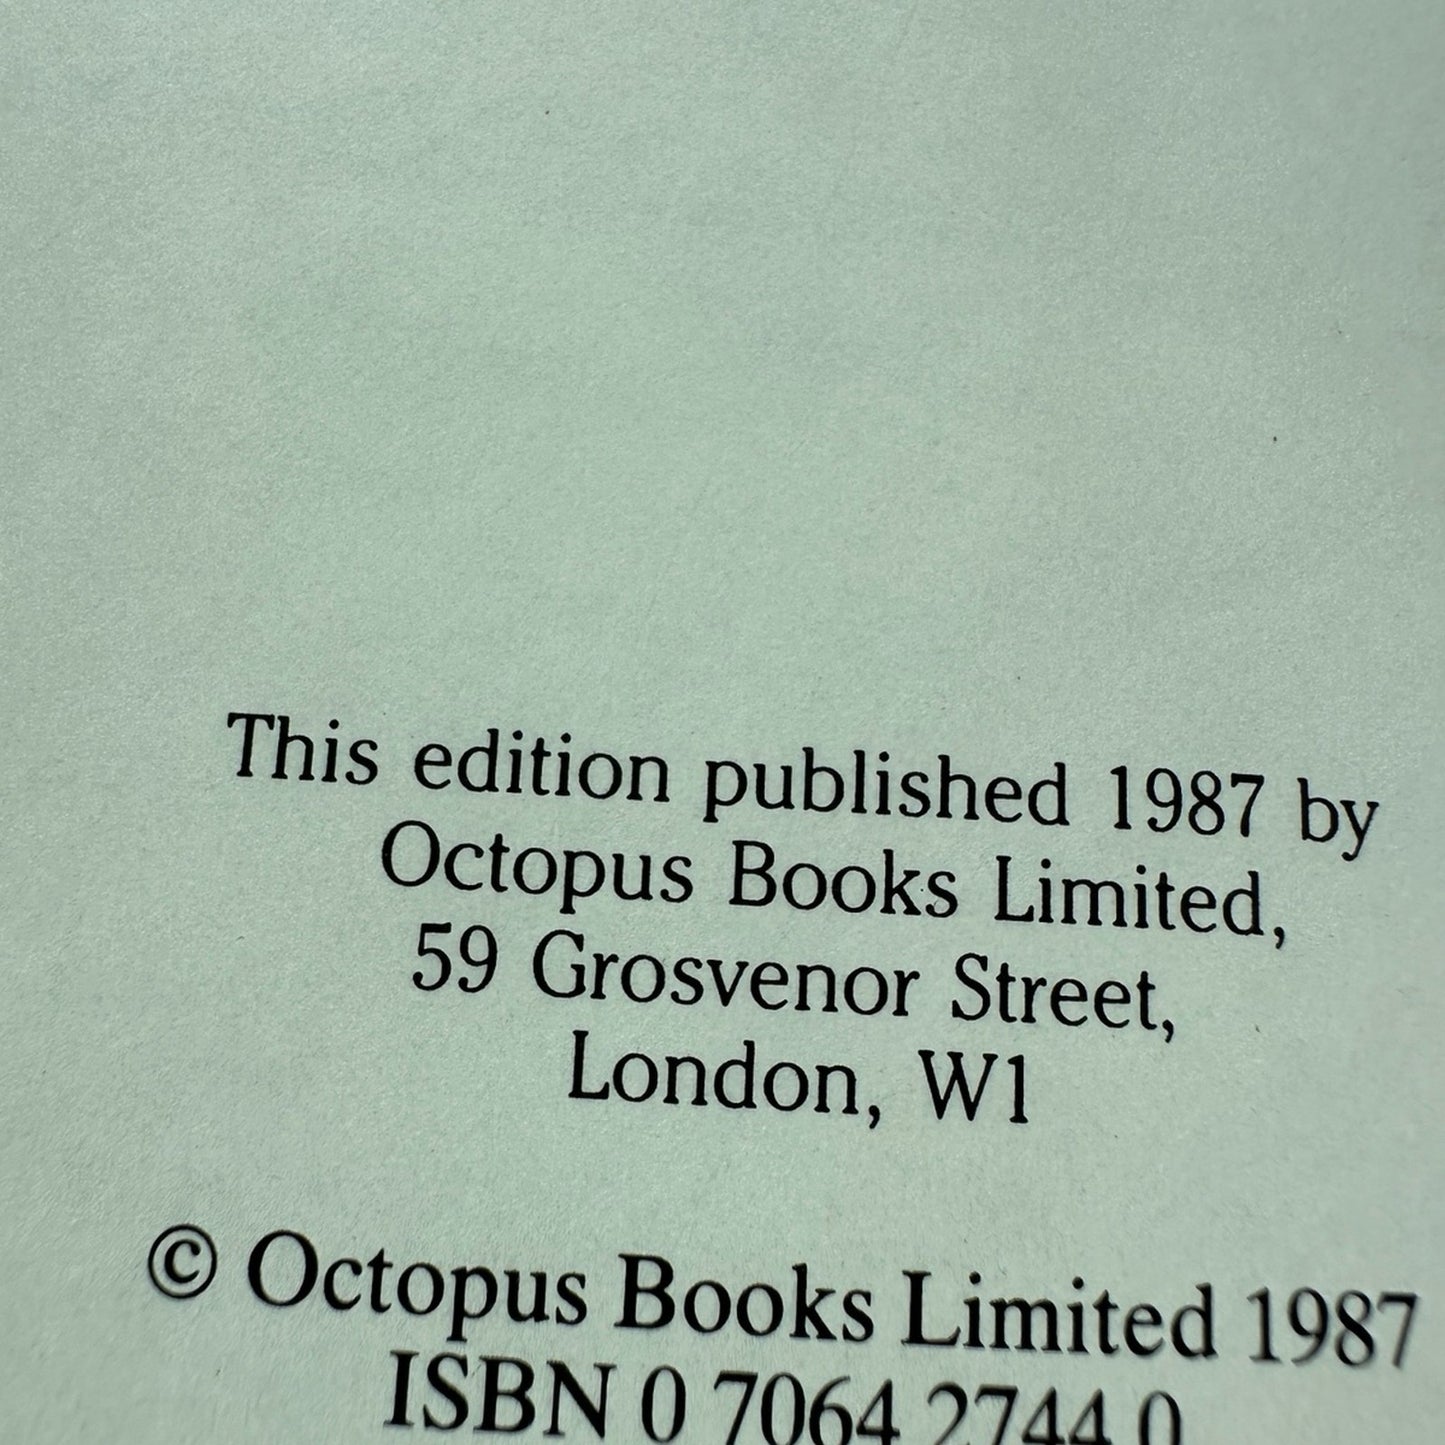 This edition published 1987 by
Octopus Books Limited,
59 Grosvenor Street,
London, W1
© Octopus Books Limited 1987
ISBN 0 7064 2744 0